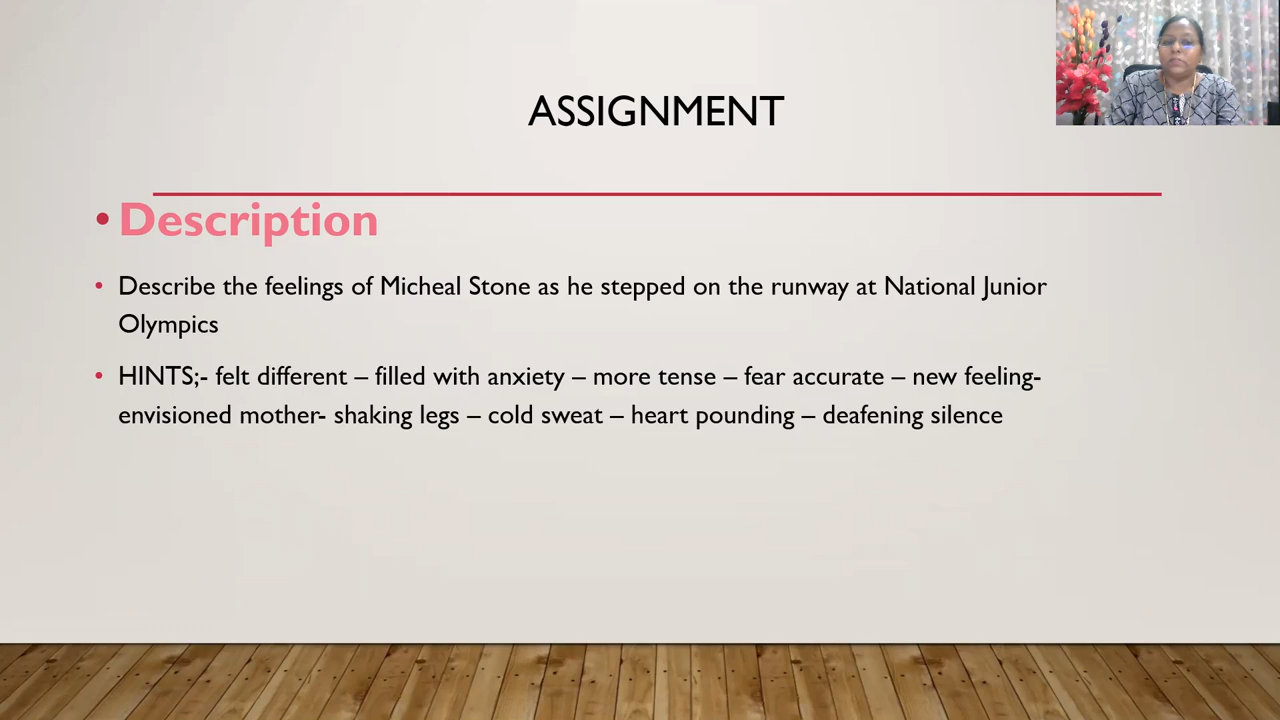 ASSIGNMENT
• Description
• Describe the feelings of Micheal Stone as he stepped on the runway at National Junior
Olympics
• HINTS;- felt different – filled with anxiety – more tense – fear accurate – new feeling-
envisioned mother- shaking legs – cold sweat – heart pounding – deafening silence